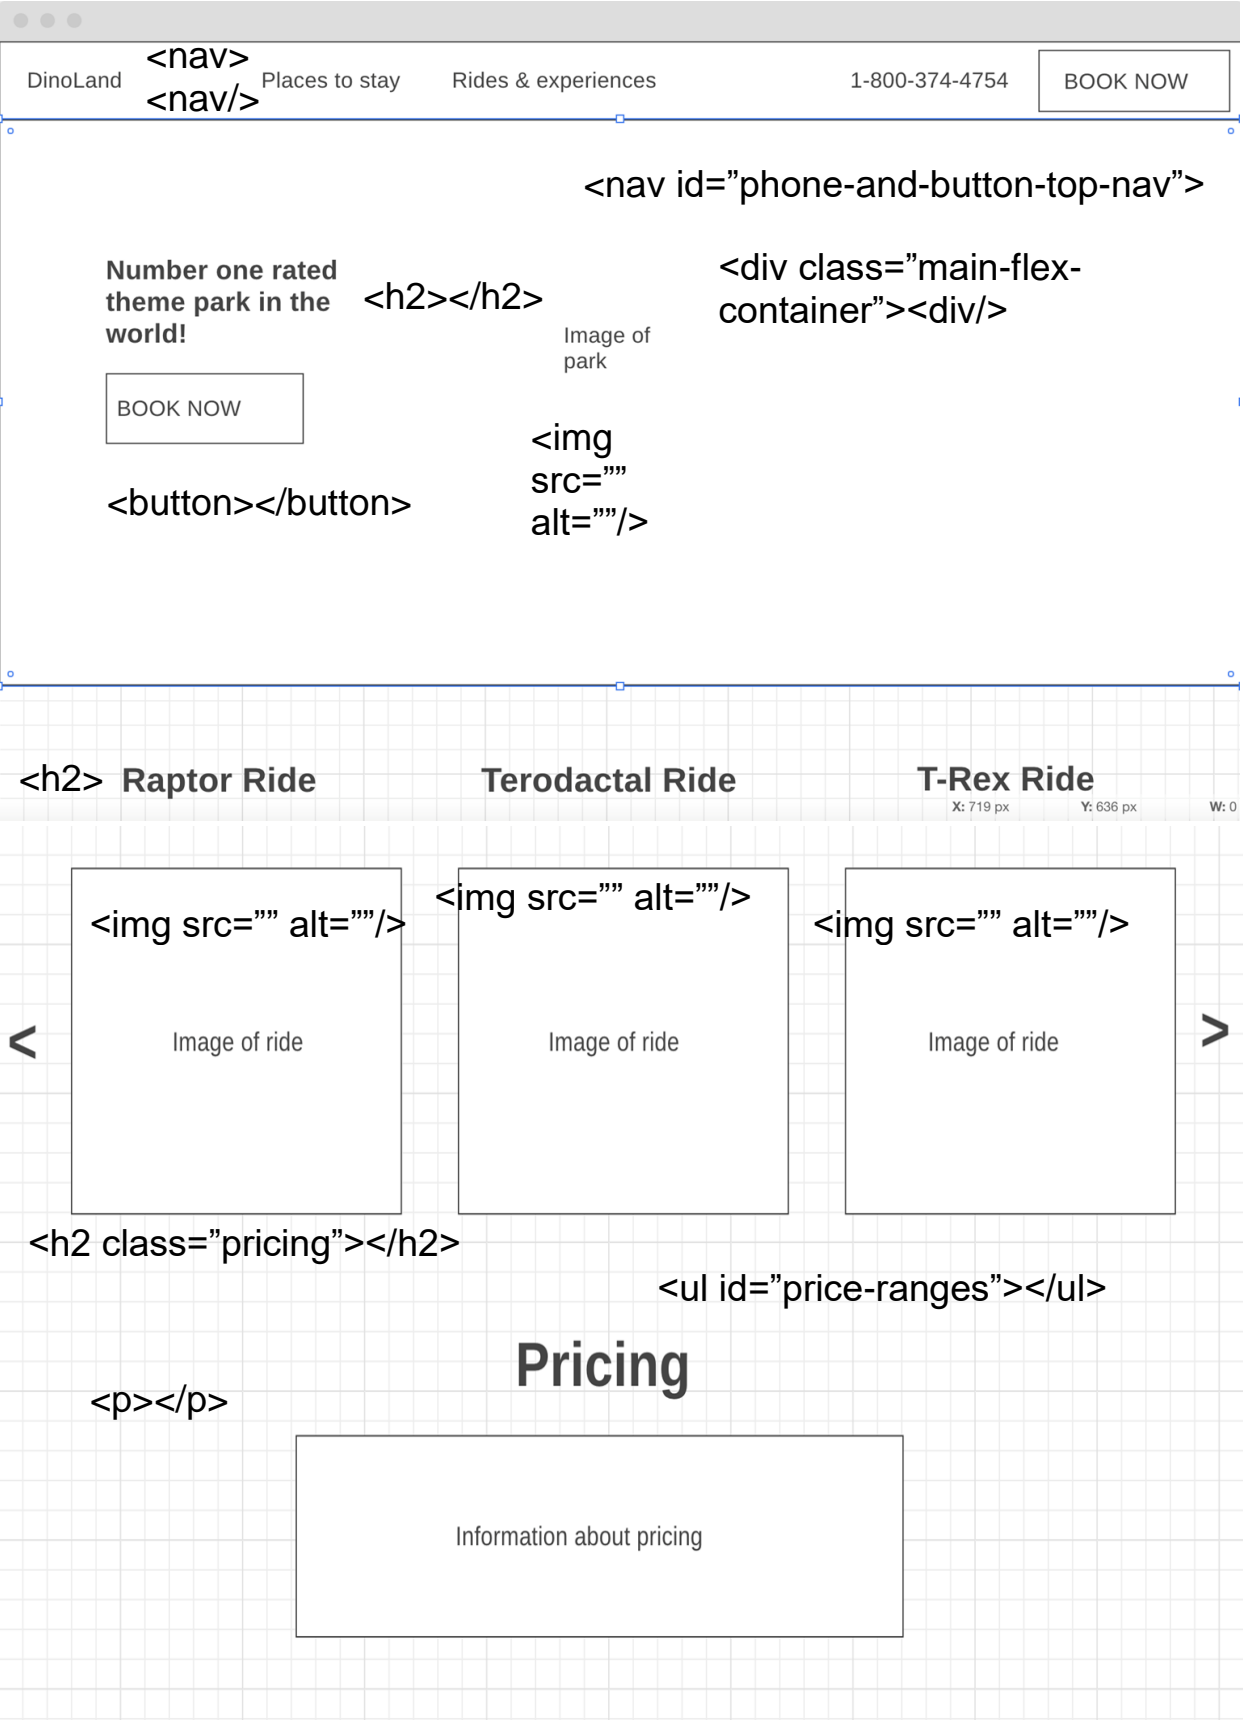 <nav>
DinoLand
<nav/>
Places to stay
Rides & experiences
1-800-374-4754
BOOK NOW
<nav id=”phone-and-button-top-nav”>
Number one rated
theme park in the
world!
<h2></h2>
<div class=”main-flex-
container”><div/>
Image of
park
BOOK NOW
<img
src=””
alt=””/>
<button></button>
<h2>
Raptor Ride
Terodactal Ride
T-Rex Ride
X: 719 px
Y: 636 px
W: 0
<img src=”” alt=””/>
<img src=”” alt=””/>
<img src=”” alt=””/>
<
Image of ride
Image of ride
Image of ride
>
<h2 class=”pricing”></h2>
<ul id=”price-ranges”></ul>
Pricing
<p></p>
Information about pricing